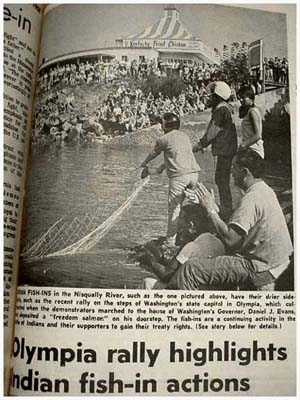 e-in
Kentucky Fried Chicken
FISH-INS in the Nisqually River, such as the one pictured above, have their drier side-
such as the recent rally on the steps of Washington's state capitol in Olympia, which cul-
when the demonstrators marched to the house of Washington's Governor, Daniel J. Evans,
deposited a "freedom salmon," on his doorstep. The fish-ins are a continuing activity in the
of Indians and their supporters to gain their treaty rights. (See story below for details.)
Olympia rally highlights
ndian fish-in actions